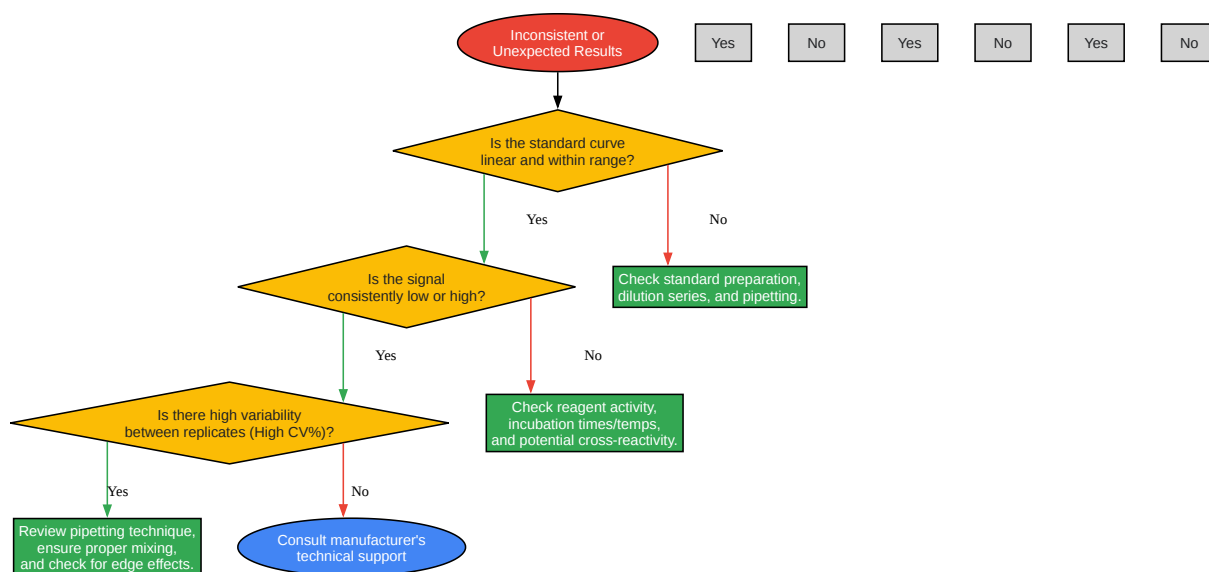 Inconsistent or
Unexpected Results
Yes
No
Yes
No
Yes
No
Is the standard curve
linear and within range?
Yes
No
Is the signal
consistently low or high?
Check standard preparation,
dilution series, and pipetting.
Yes
No
Is there high variability
between replicates (High CV%)?
Check reagent activity,
incubation times/temps,
and potential cross-reactivity.
Yes
No
Review pipetting technique,
ensure proper mixing,
and check for edge effects.
Consult manufacturer's
technical support